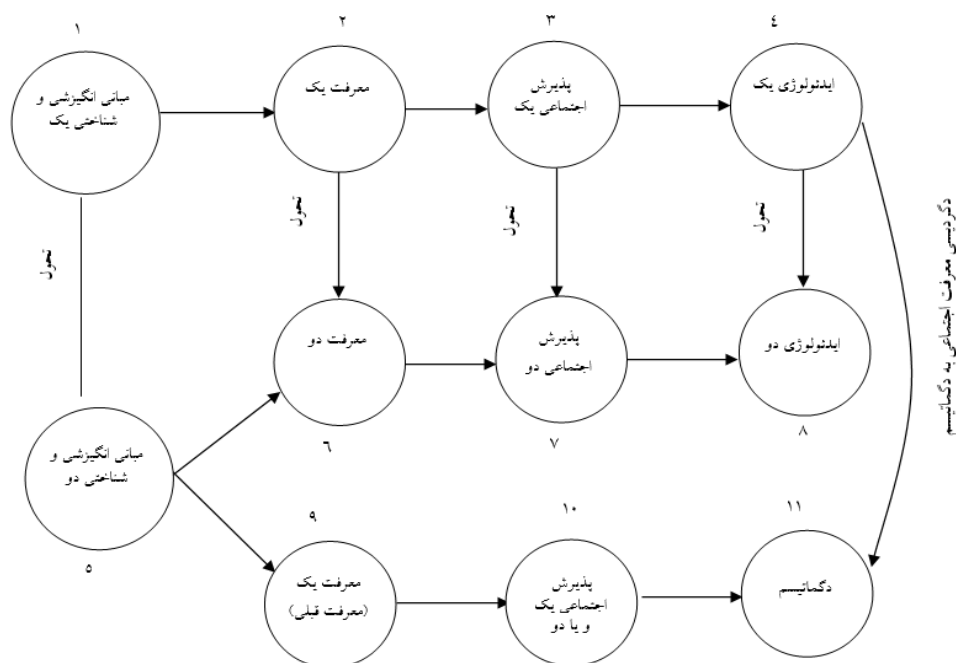 ۱
۲
۳
٤
مبانی انگیزشی و
شناختی یک
معرفت یک
پذیرش
اجتماعی یک
ایدئولوژی یک
تحول
تحول
تحول
تحول
دگردیسی معرفت اجتماعی به دگماتیسم
معرفت دو
پذیرش
اجتماعی دو
ایدئولوژی دو
٦
۷
۸
مبانی انگیزشی و
شناختی دو
٥
۹
۱۰
۱۱
معرفت یک
(معرفت قبلی)
پذیرش
اجتماعی یک
و یا دو
دگماتیسم